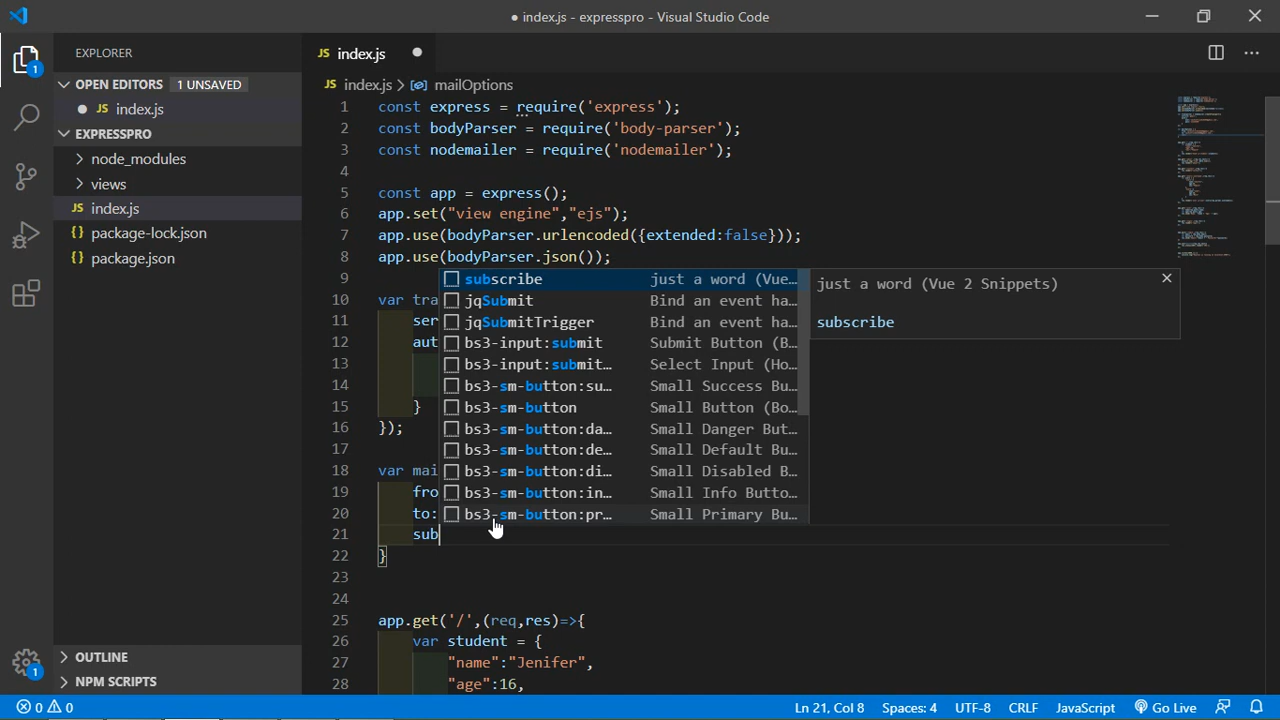 ● index.js - expresspro - Visual Studio Code
EXPLORER
OPEN EDITORS 1 UNSAVED
● JS index.js
EXPRESSPRO
node_modules
views
JS index.js
{} package-lock.json
{} package.json
OUTLINE
NPM SCRIPTS
1
1
JS index.js ●
JS index.js > mailOptions
1 const express = require('express');
2 const bodyParser = require('body-parser');
3 const nodemailer = require('nodemailer');
4
5 const app = express();
6 app.set("view engine","ejs");
7 app.use(bodyParser.urlencoded({extended:false}));
8 app.use(bodyParser.json());
9
10 var tra
11 ser
12 aut
13
14
15 }
16 });
17
18 var mai
19 fro
20 to:
21 sub
22 }
23
24
25 app.get('/',(req,res)=>{
26 var student = {
27 "name":"Jenifer",
28 "age":16,
subscribe just a word (Vue…
jqSubmit Bind an event ha…
jqSubmitTrigger Bind an event ha…
bs3-input:submit Submit Button (B…
bs3-input:submit… Select Input (Ho…
bs3-sm-button:su… Small Success Bu…
bs3-sm-button Small Button (Bo…
bs3-sm-button:da… Small Danger But…
bs3-sm-button:de… Small Default Bu…
bs3-sm-button:di… Small Disabled B…
bs3-sm-button:in… Small Info Butto…
bs3-sm-button:pr… Small Primary Bu…
just a word (Vue 2 Snippets)
subscribe
0 0 Ln 21, Col 8 Spaces: 4 UTF-8 CRLF JavaScript Go Live